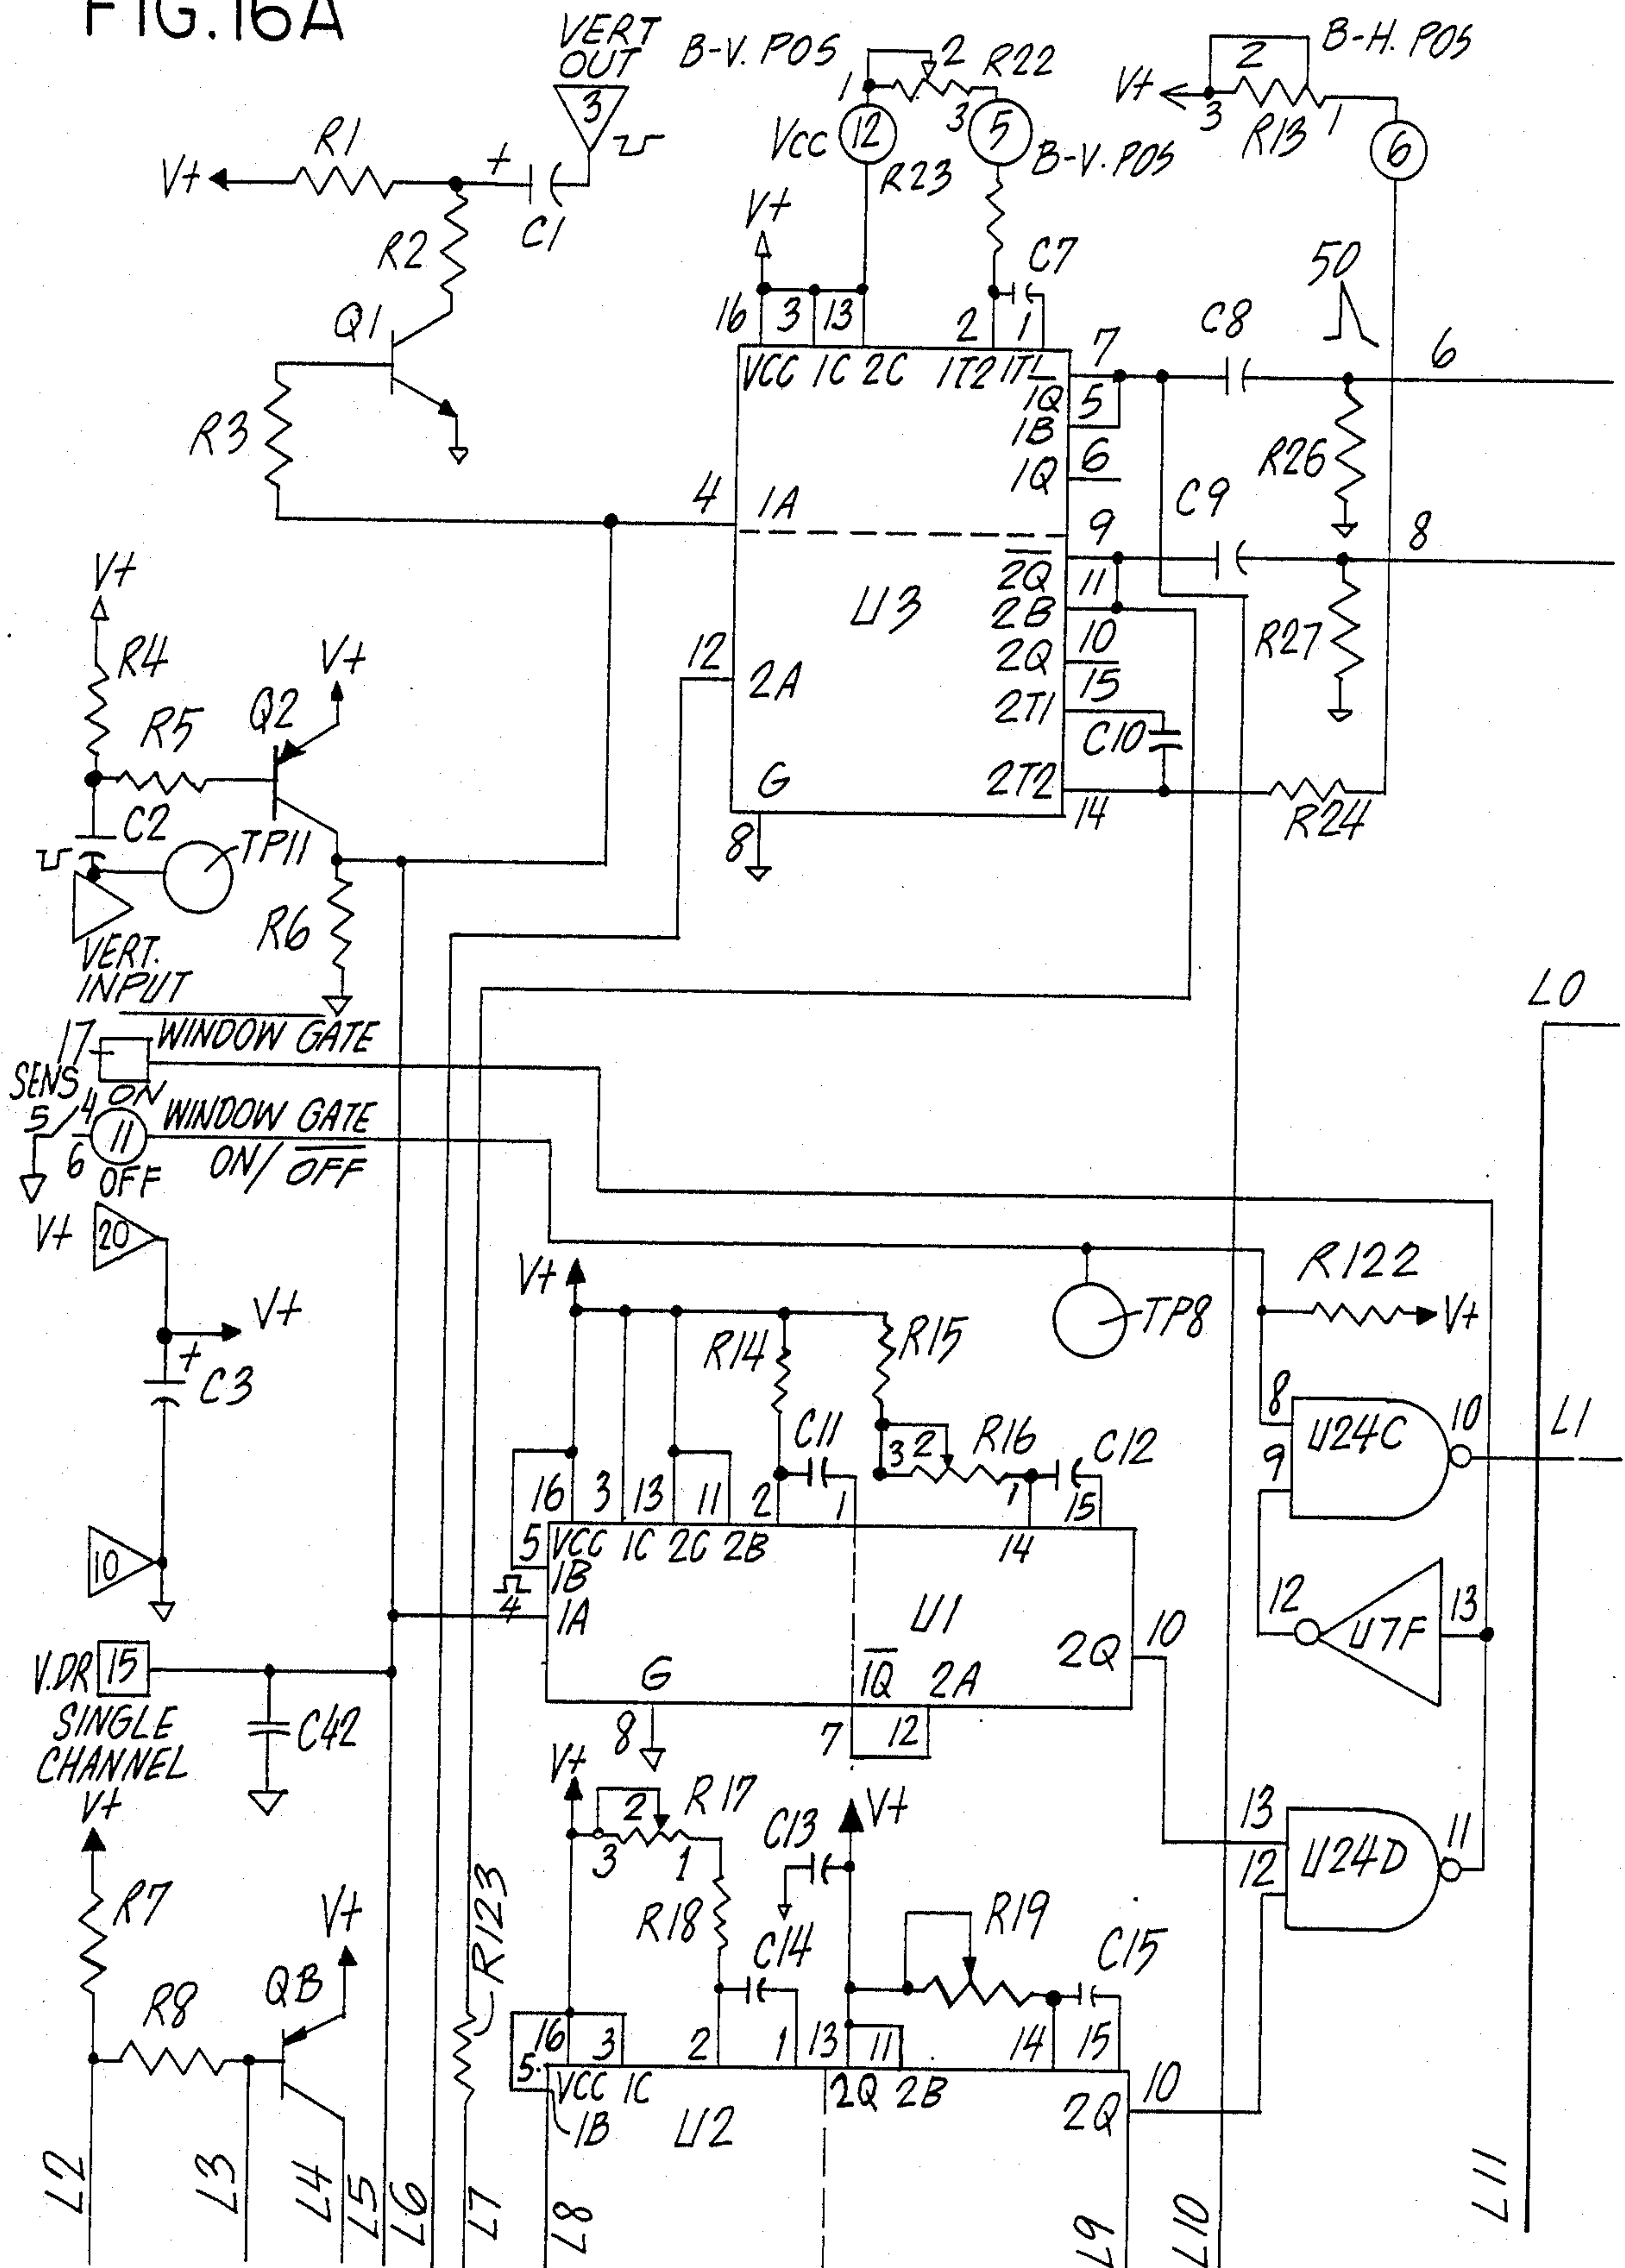 FIG.16A
VERT
OUT
3
B-V. POS
2
R22
1
3
Vcc
12
5
B-V. POS
R23
B-H. POS
2
V+
3
R13
1
6
V+
R1
+
C1
R2
Q1
R3
V+
C7
50
16
3
13
2
1
VCC
1C
2C
1T2
1T1
7
C8
6
1Q
5
1B
6
1Q
R26
4
1A
C9
9
8
2Q
11
2B
U3
10
2Q
R27
15
2T1
C10
12
2A
G
2T2
14
R24
8
V+
R4
R5
Q2
V+
C2
TP11
R6
VERT.
INPUT
17
WINDOW GATE
SENS
ON
5
4
11
WINDOW GATE
6
OFF
ON/ OFF
V+
20
V+
+
C3
10
L0
V+
TP8
R122
V+
R14
R15
C11
3
2
R16
C12
8
9
U24C
10
L1
16
3
13
11
2
1
1
15
5
VCC
1C
2C
2B
14
1B
4
1A
U1
12
U7F
13
G
1Q
2A
2Q
10
8
7
12
V.DR
15
SINGLE
CHANNEL
C42
V+
R7
V+
R8
QB
V+
2
R17
3
1
C13
V+
R18
C14
R19
C15
13
12
U24D
11
R123
16
3
2
1
13
11
14
15
5
VCC
1C
2Q
2B
2Q
10
1B
U2
L2
L3
L4
L5
L6
L7
L8
L9
L10
L11